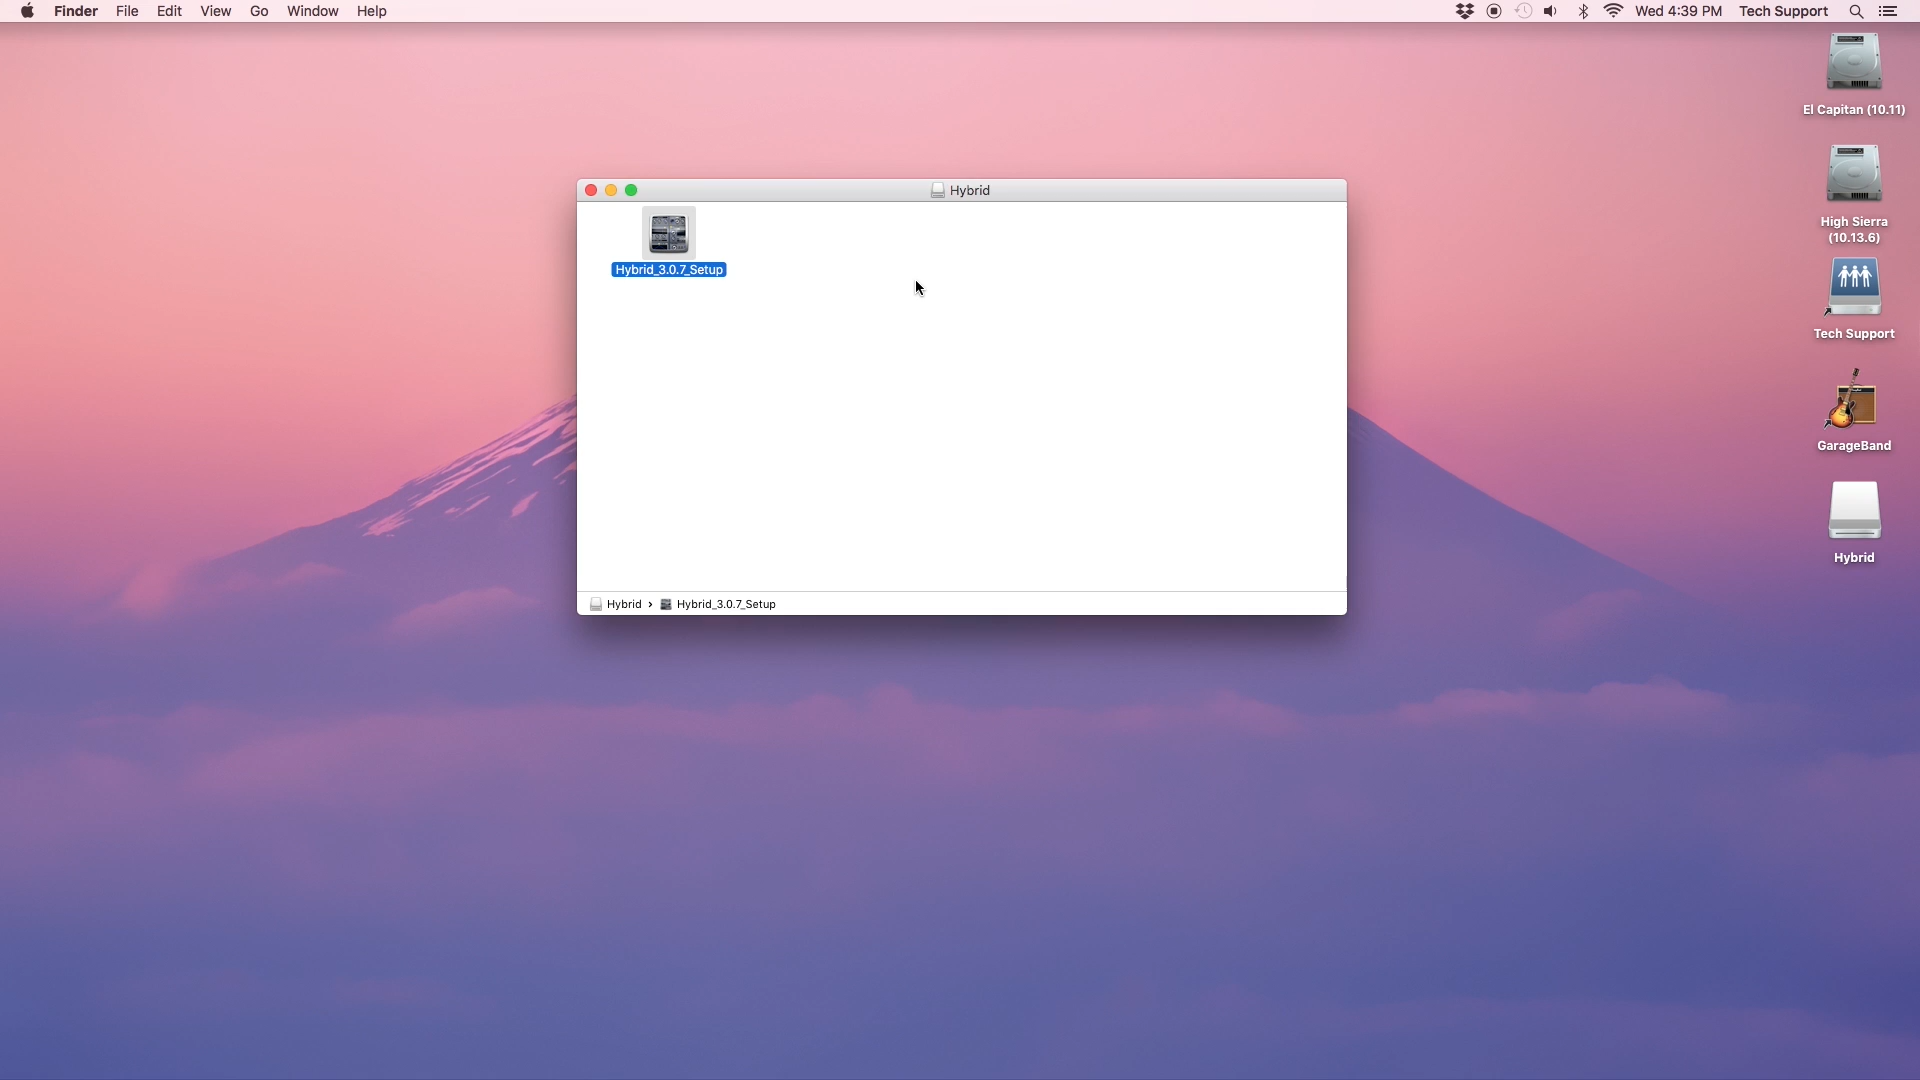 Finder File Edit View Go Window Help
Wed 4:39 PM Tech Support
El Capitan (10.11)
High Sierra
(10.13.6)
Tech Support
GarageBand
Hybrid
Hybrid
Hybrid_3.0.7_Setup
Hybrid › Hybrid_3.0.7_Setup